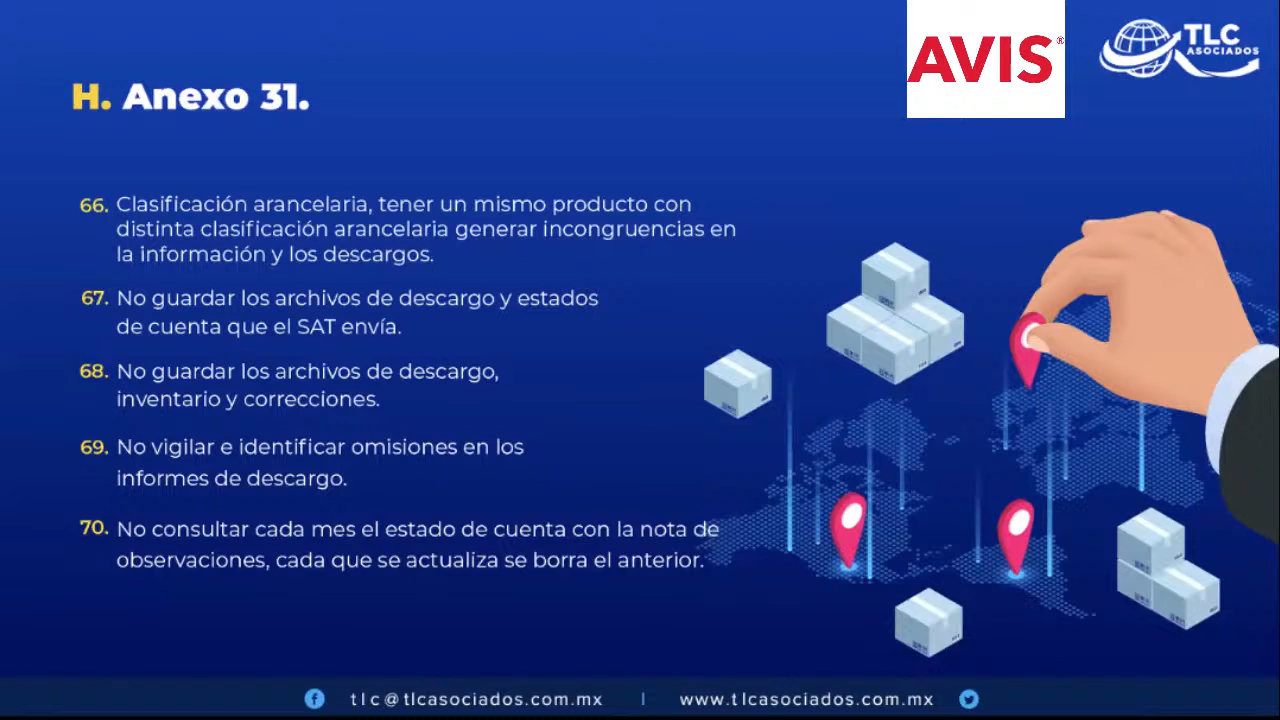 AVIS®
TLC
ASOCIADOS
H. Anexo 31.
66. Clasificación arancelaria, tener un mismo producto con
distinta clasificación arancelaria generar incongruencias en
la información y los descargos.
67. No guardar los archivos de descargo y estados
de cuenta que el SAT envía.
68. No guardar los archivos de descargo,
inventario y correcciones.
69. No vigilar e identificar omisiones en los
informes de descargo.
70. No consultar cada mes el estado de cuenta con la nota de
observaciones, cada que se actualiza se borra el anterior.
tlc@tlcasociados.com.mx | www.tlcasociados.com.mx